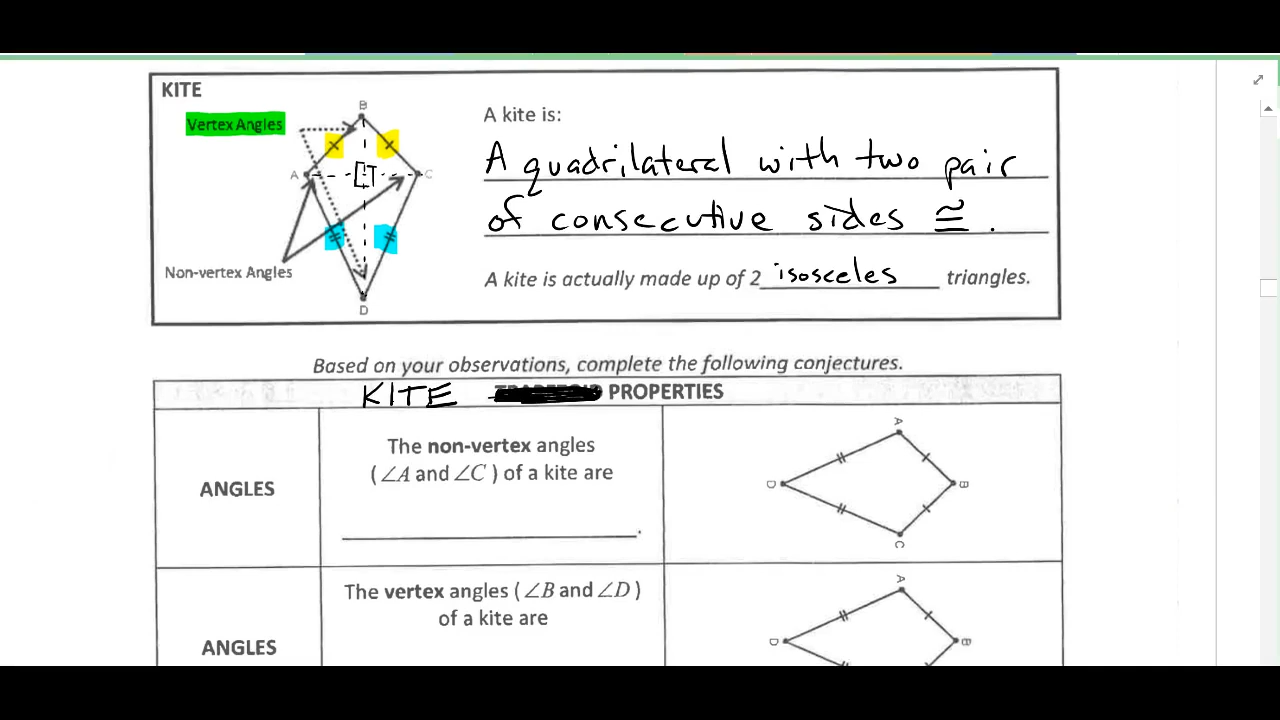 KITE
Vertex Angles
B
A
C
D
Non-vertex Angles
A kite is:
A quadrilateral with two pair
of consecutive sides ≅.
A kite is actually made up of 2 isosceles triangles.
Based on your observations, complete the following conjectures.
KITE PROPERTIES
ANGLES
The non-vertex angles
(∠A and ∠C) of a kite are
.
A
D
B
C
ANGLES
The vertex angles (∠B and ∠D)
of a kite are
A
D
B